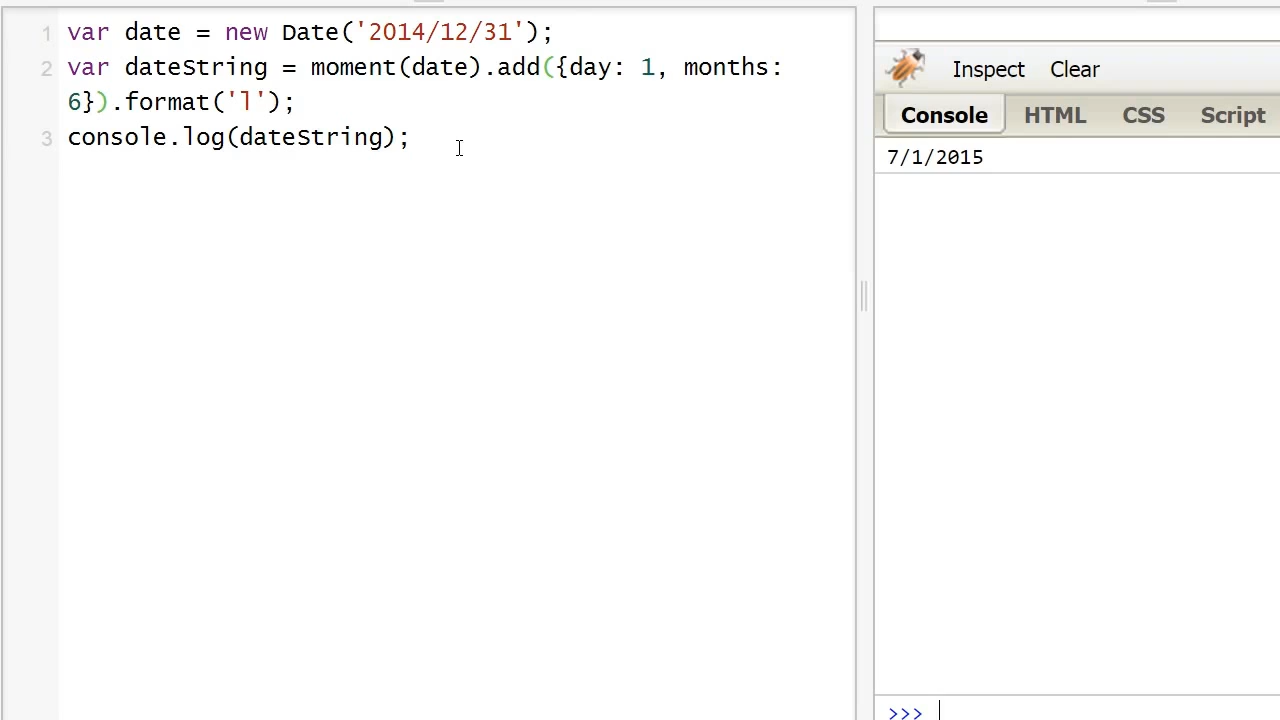 1 var date = new Date('2014/12/31');
2 var dateString = moment(date).add({day: 1, months:
6}).format('l');
3 console.log(dateString);
Inspect Clear
Console HTML CSS Script
7/1/2015
>>>